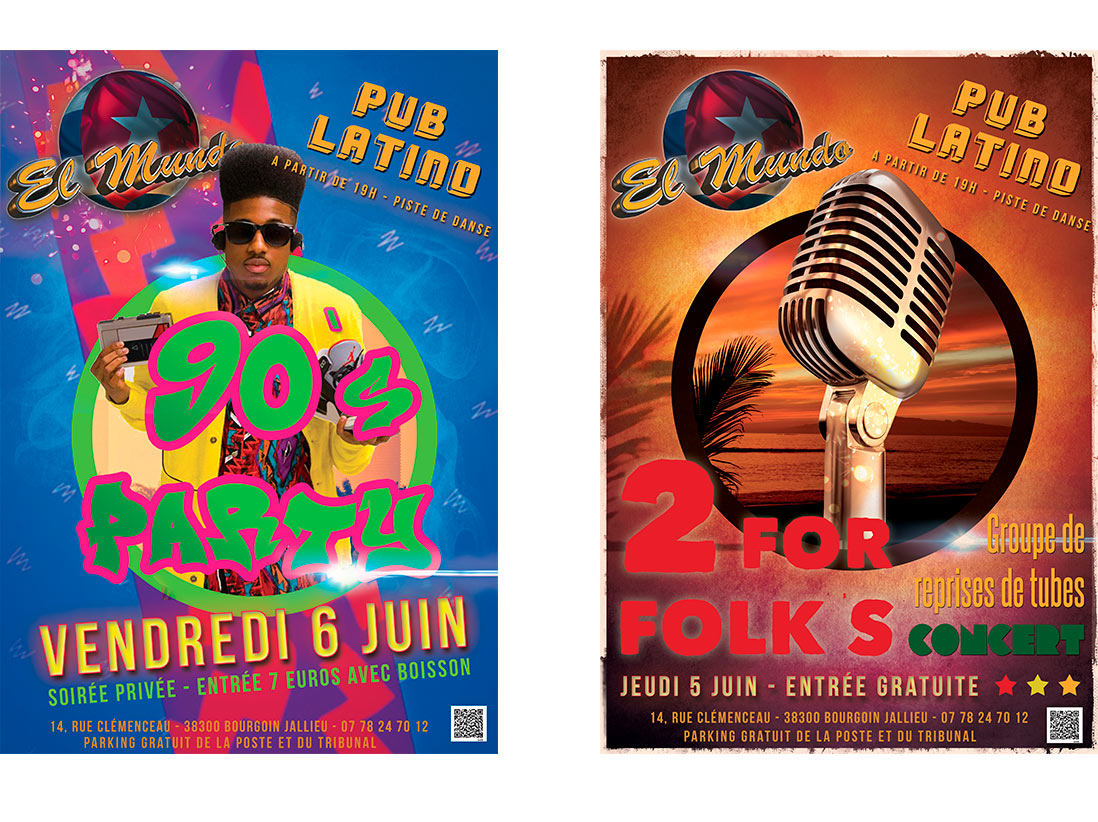 El Mundo
PUB
LATINO
A PARTIR DE 19H - PISTE DE DANSE
90's
PARTY
VENDREDI 6 JUIN
SOIRÉE PRIVÉE - ENTRÉE 7 EUROS AVEC BOISSON
14, RUE CLÉMENCEAU - 38300 BOURGOIN JALLIEU - 07 78 24 70 12
PARKING GRATUIT DE LA POSTE ET DU TRIBUNAL
El Mundo
PUB
LATINO
A PARTIR DE 19H - PISTE DE DANSE
2 FOR
FOLK'S
Groupe de
reprises de tubes
CONCERT
JEUDI 5 JUIN - ENTRÉE GRATUITE
14, RUE CLÉMENCEAU - 38300 BOURGOIN JALLIEU - 07 78 24 70 12
PARKING GRATUIT DE LA POSTE ET DU TRIBUNAL